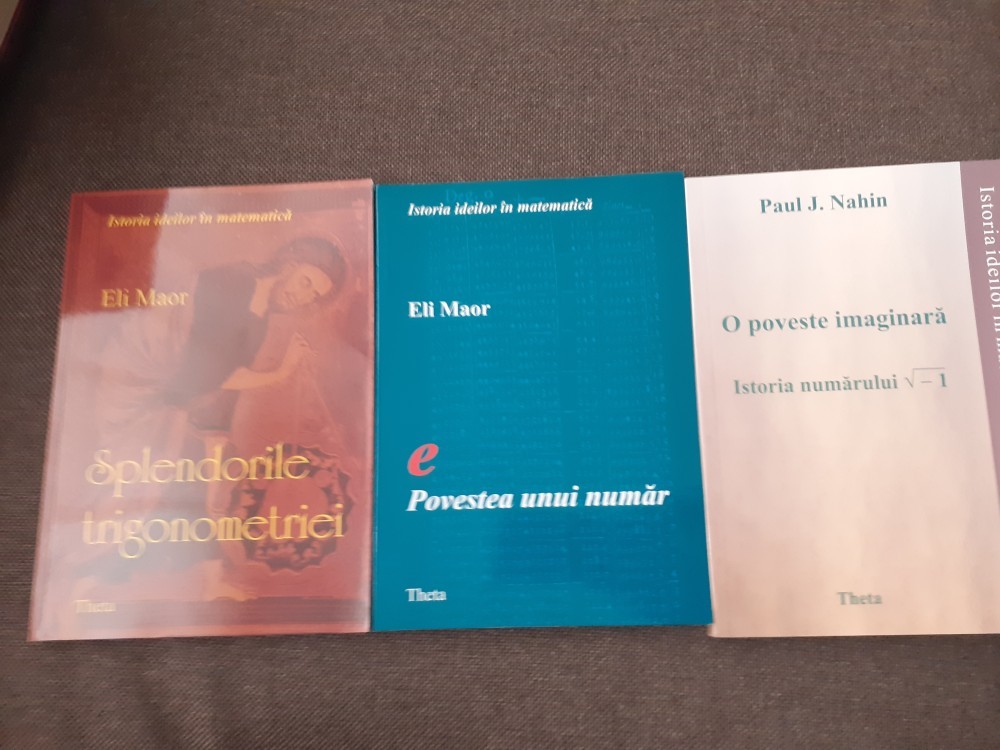 Istoria ideilor în matematică
Eli Maor
Splendorile
trigonometriei
Theta
Istoria ideilor în matematică
Eli Maor
e
Povestea unui număr
Theta
Paul J. Nahin
O poveste imaginară
Istoria numărului √-1
Theta
Istoria ideilor în